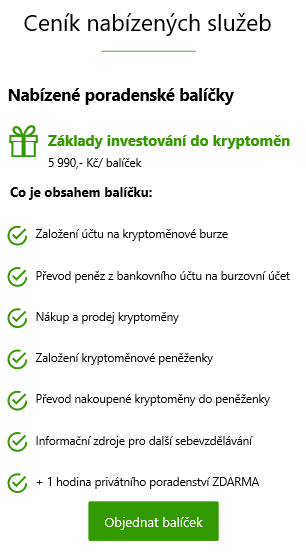 Ceník nabízených služeb
Nabízené poradenské balíčky
Základy investování do kryptoměn
5 990,- Kč/ balíček
Co je obsahem balíčku:
Založení účtu na kryptoměnové burze
Převod peněz z bankovního účtu na burzovní účet
Nákup a prodej kryptoměny
Založení kryptoměnové peněženky
Převod nakoupené kryptoměny do peněženky
Informační zdroje pro další sebevzdělávání
+ 1 hodina privátního poradenství ZDARMA
Objednat balíček